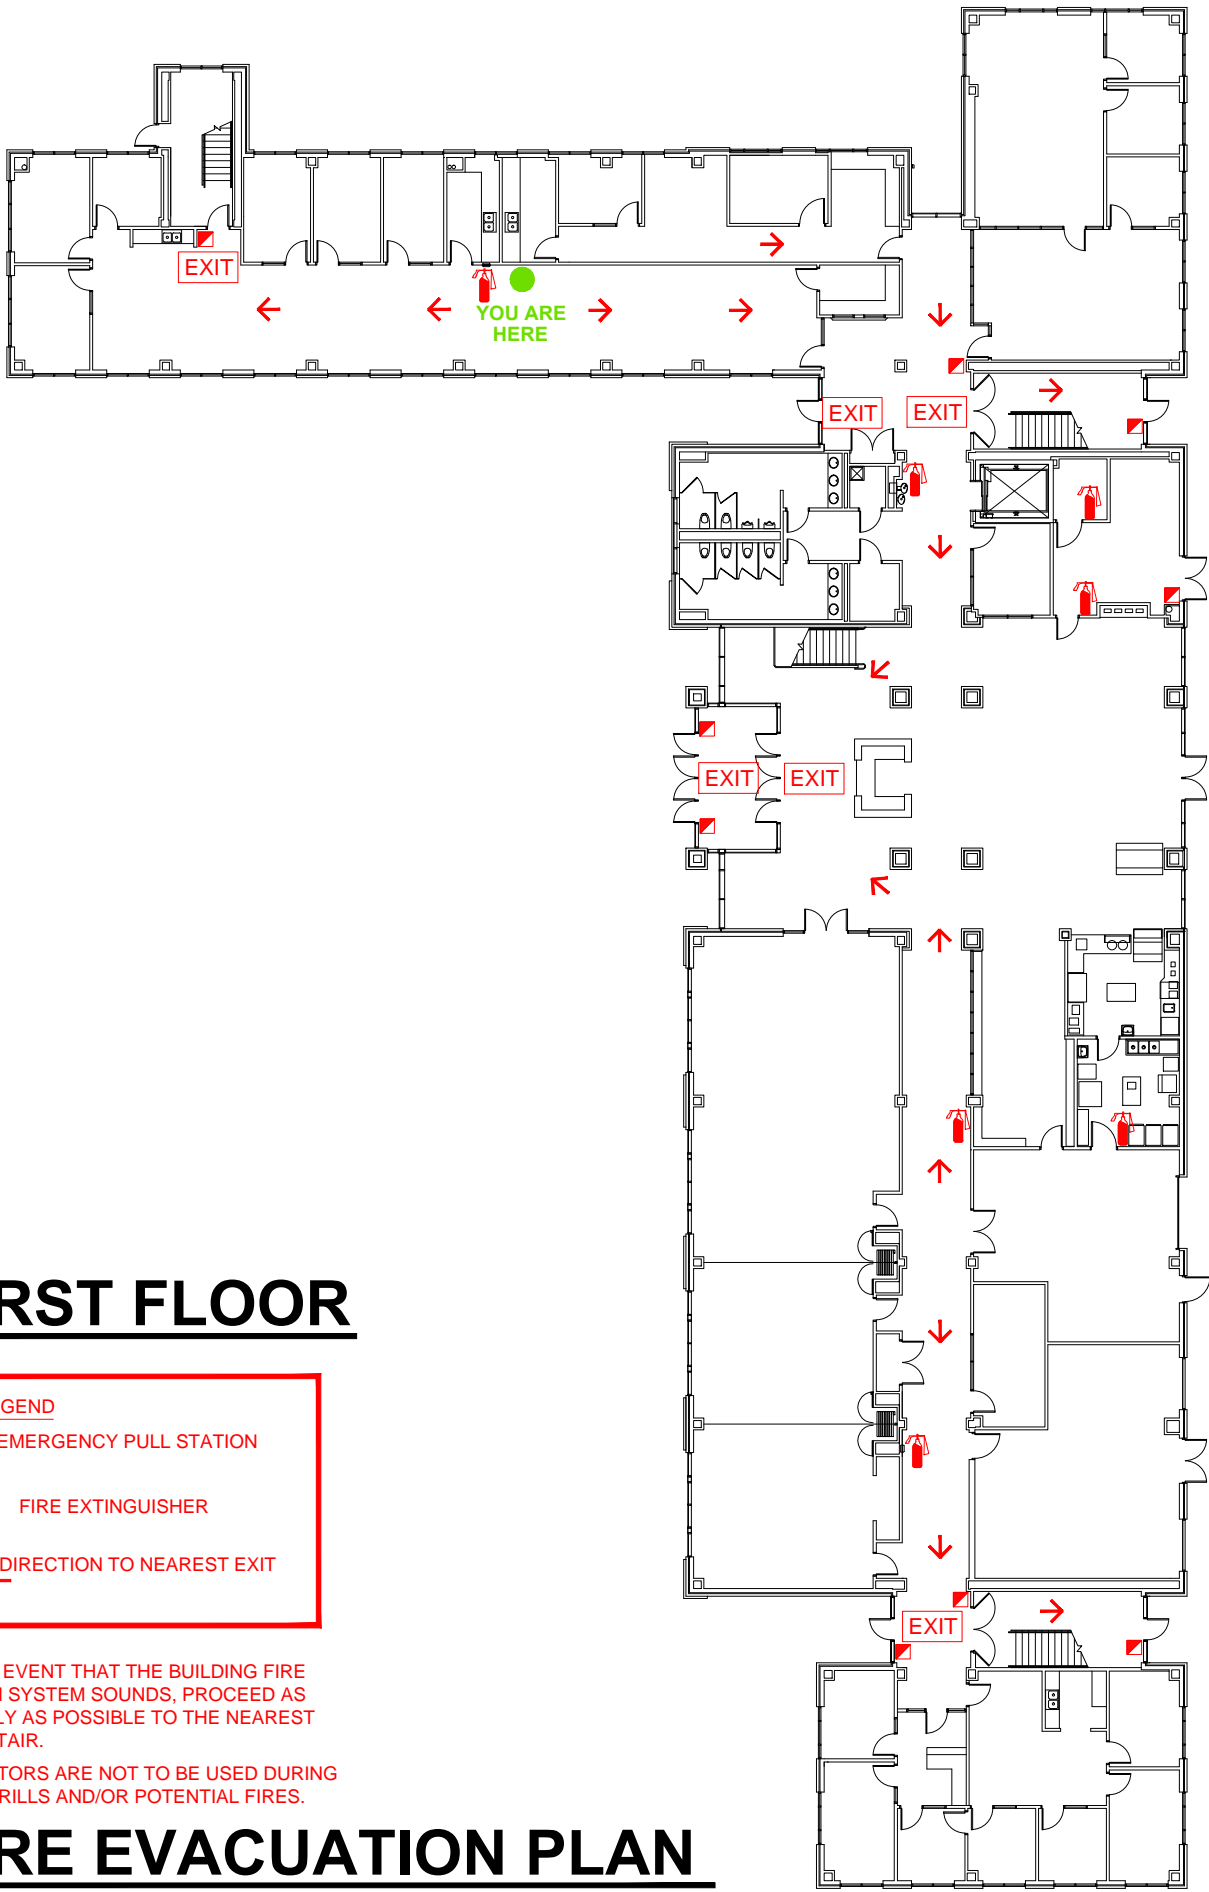 EXIT
YOU ARE
HERE
EXIT
EXIT
EXIT
EXIT
RST FLOOR
GEND
EMERGENCY PULL STATION
FIRE EXTINGUISHER
DIRECTION TO NEAREST EXIT
EXIT
EVENT THAT THE BUILDING FIRE
SYSTEM SOUNDS, PROCEED AS
LY AS POSSIBLE TO THE NEAREST
TAIR.
TORS ARE NOT TO BE USED DURING
RILLS AND/OR POTENTIAL FIRES.
RE EVACUATION PLAN